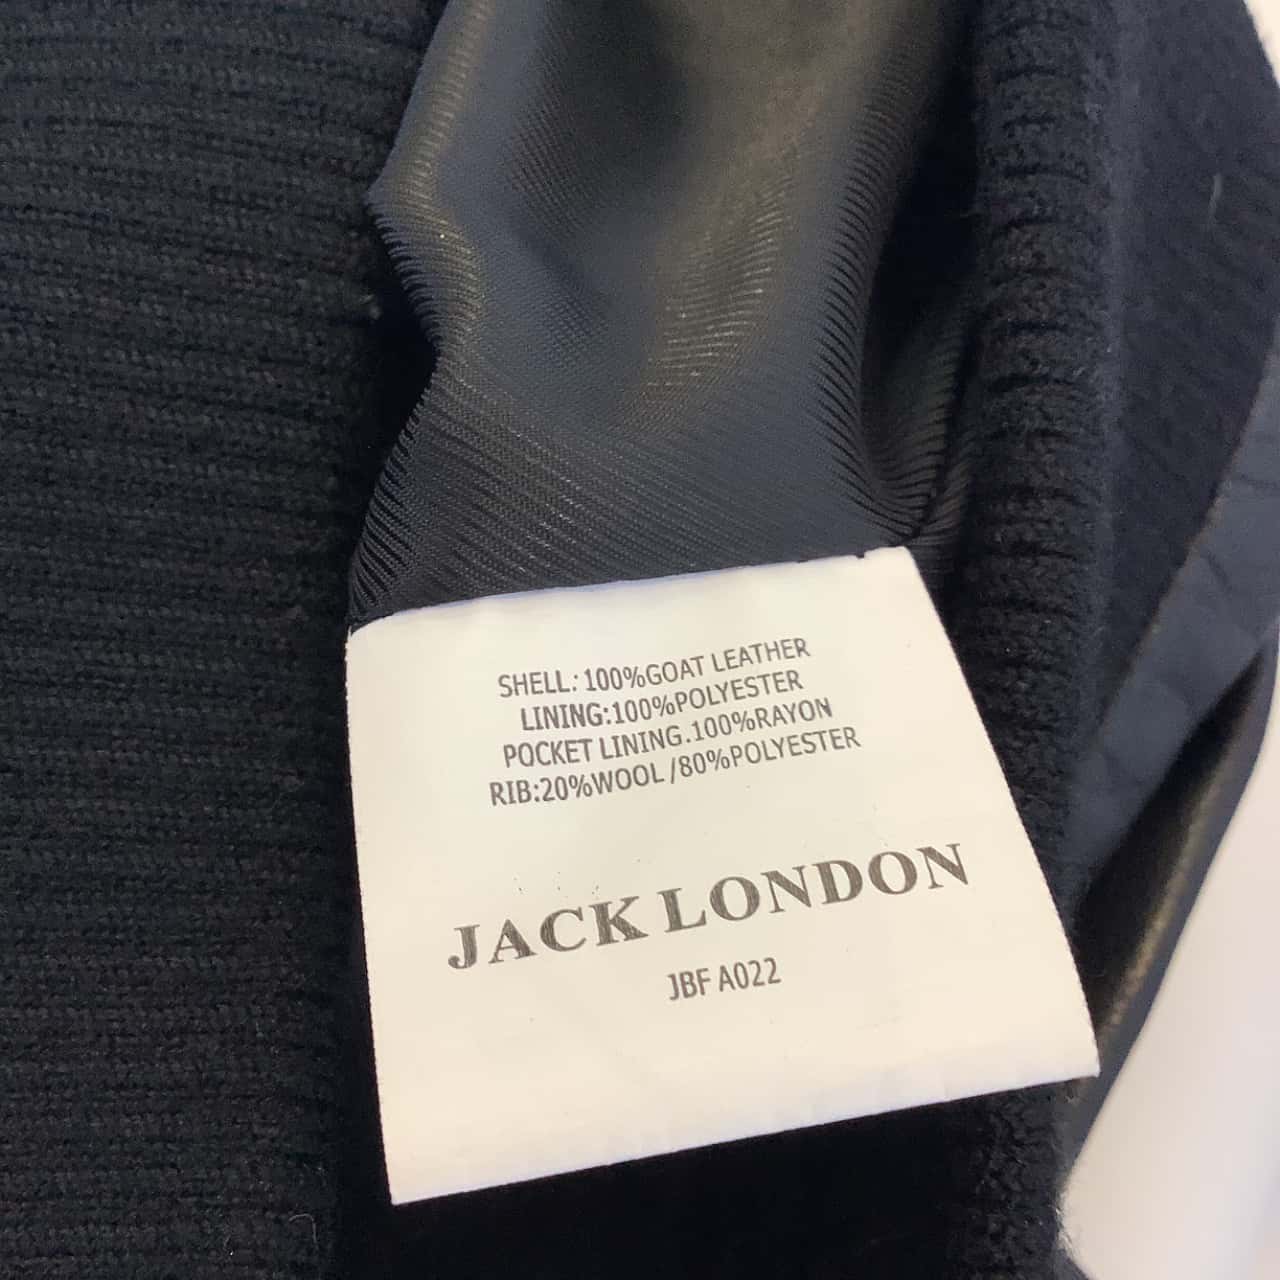 SHELL: 100%GOAT LEATHER
LINING:100%POLYESTER
POCKET LINING.100%RAYON
RIB:20%WOOL/80%POLYESTER
JACK LONDON
JBF A022